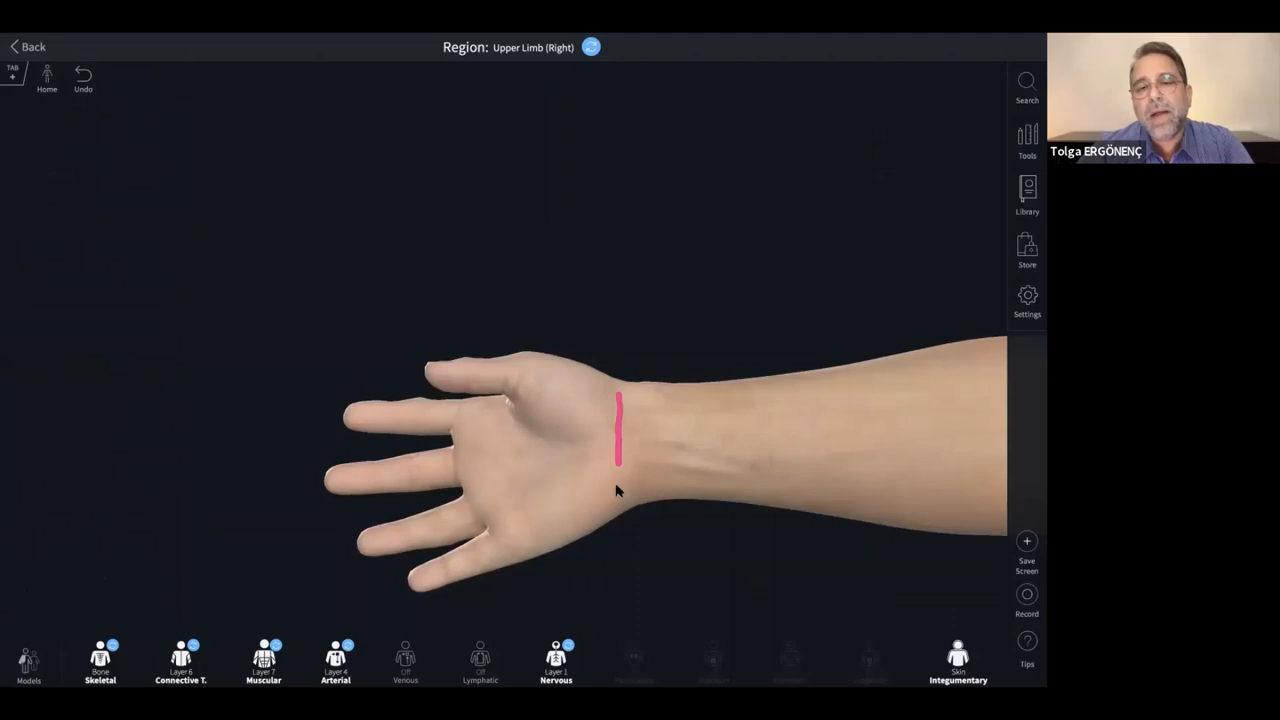 Back
Region: Upper Limb (Right)
TAB
+
Home
Undo
Search
Tools
Library
Store
Settings
Tolga ERGÖNENÇ
Save
Screen
Record
Tips
Models
Bone
Skeletal
Layer 6
Connective T.
Layer 7
Muscular
Layer 4
Arterial
Off
Venous
Off
Lymphatic
Layer 1
Nervous
Skin
Integumentary